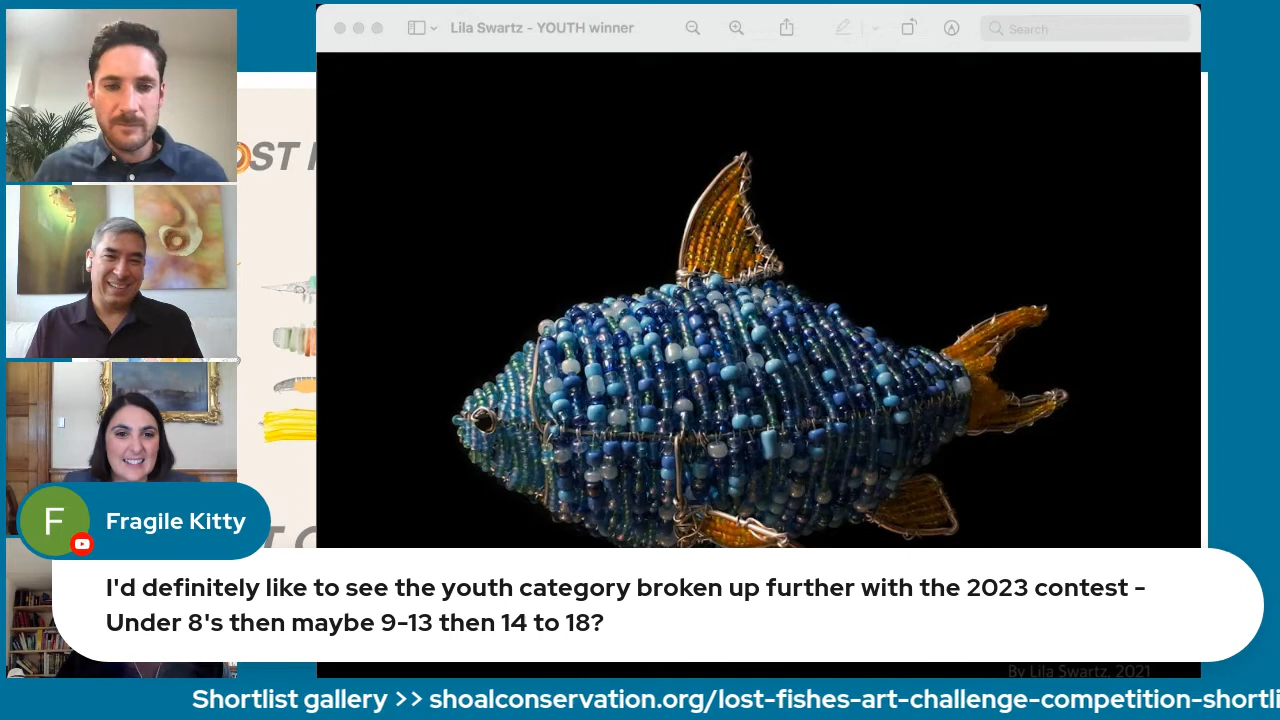 Lila Swartz - YOUTH winner
Search
OST
F
Fragile Kitty
I'd definitely like to see the youth category broken up further with the 2023 contest -
Under 8's then maybe 9-13 then 14 to 18?
By Lila Swartz, 2021
Shortlist gallery >> shoalconservation.org/lost-fishes-art-challenge-competition-shortli